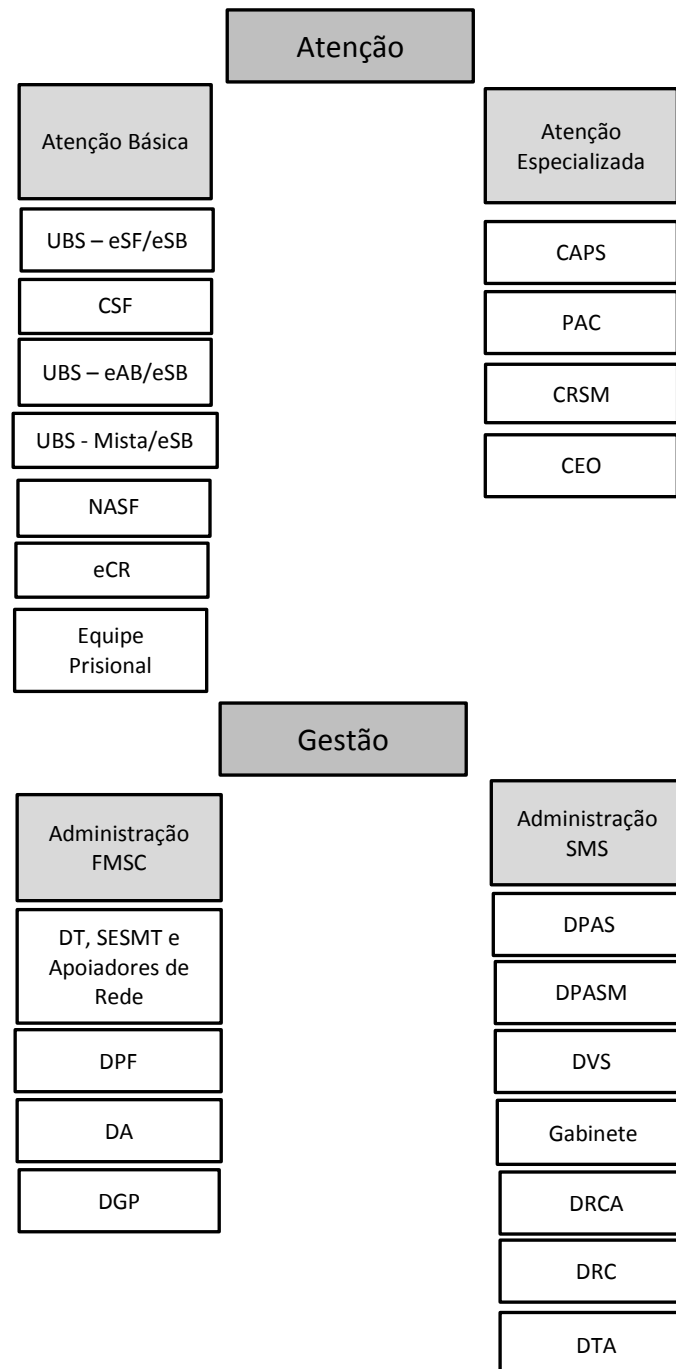 Atenção
Atenção Básica
UBS – eSF/eSB
CSF
UBS – eAB/eSB
UBS - Mista/eSB
NASF
eCR
Equipe
Prisional
Atenção
Especializada
CAPS
PAC
CRSM
CEO
Gestão
Administração
FMSC
DT, SESMT e
Apoiadores de
Rede
DPF
DA
DGP
Administração
SMS
DPAS
DPASM
DVS
Gabinete
DRCA
DRC
DTA